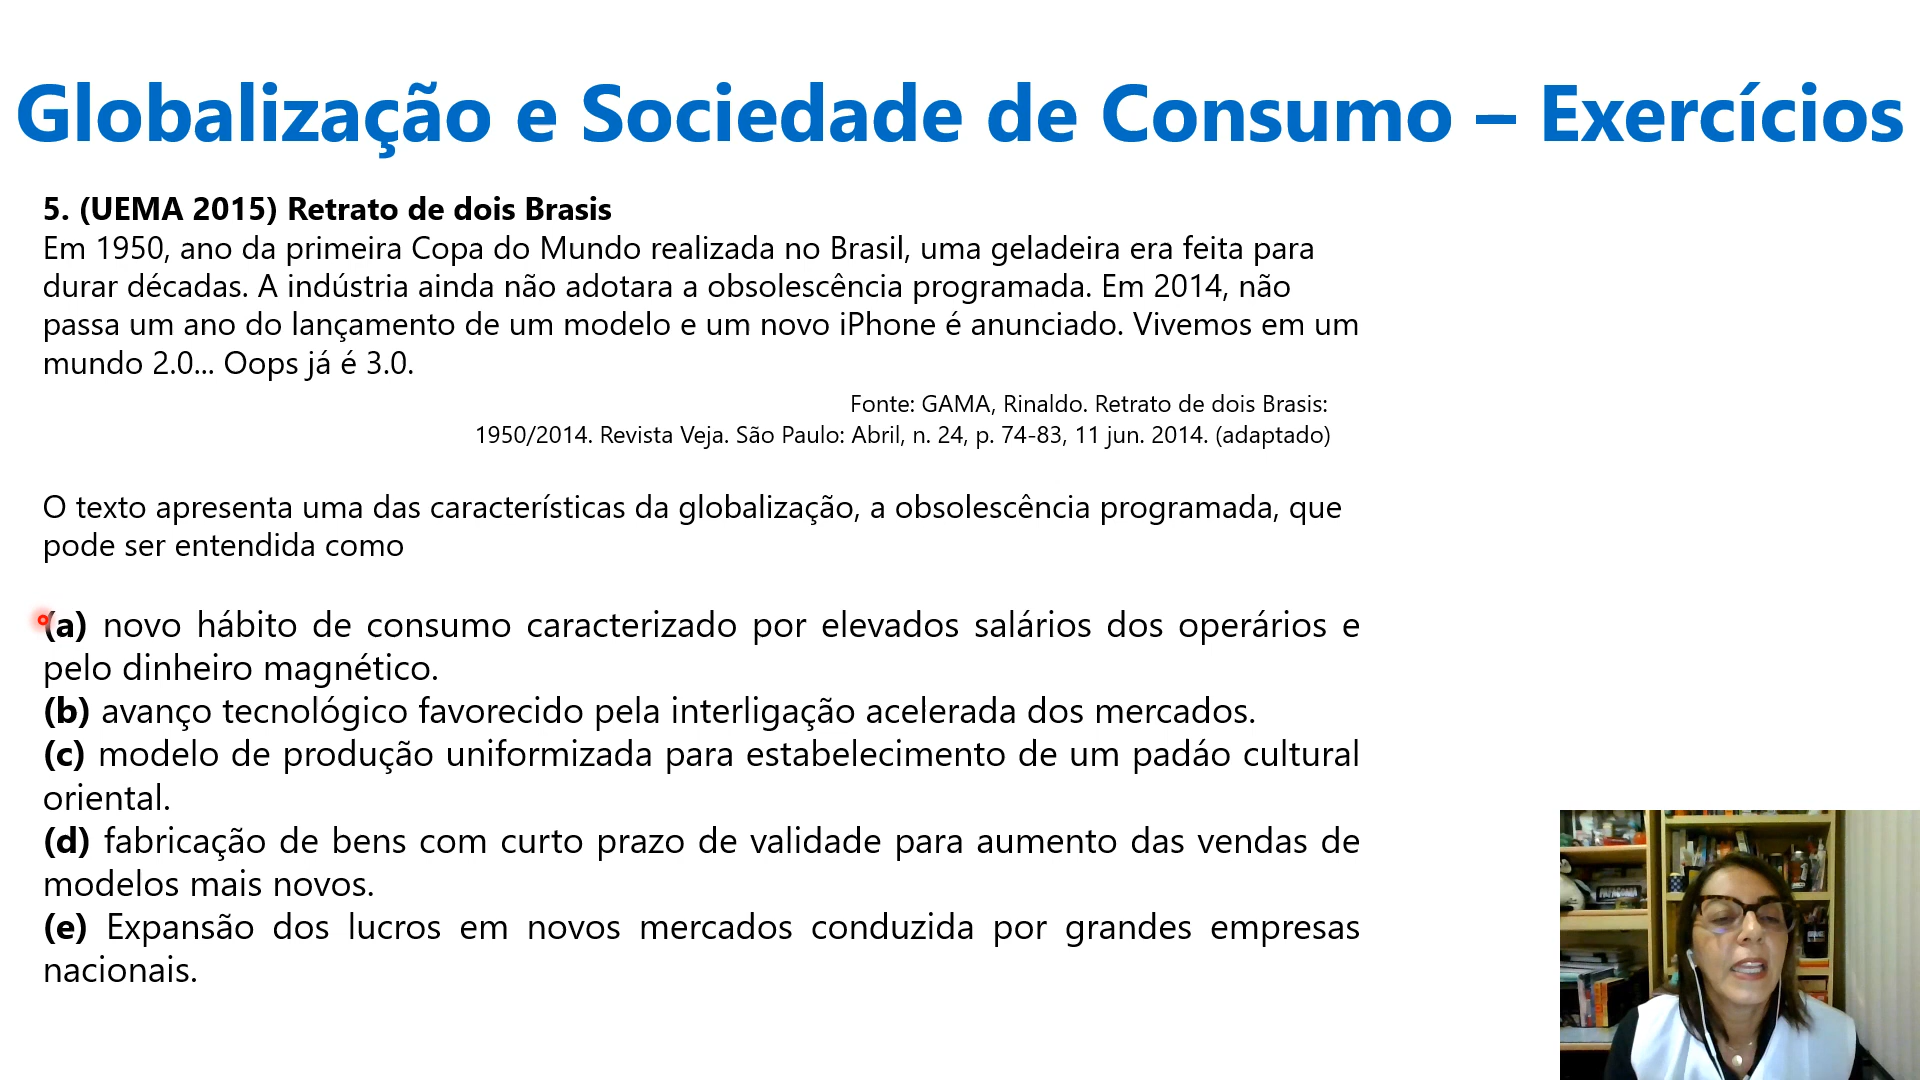 Globalização e Sociedade de Consumo – Exercícios
5. (UEMA 2015) Retrato de dois Brasis
Em 1950, ano da primeira Copa do Mundo realizada no Brasil, uma geladeira era feita para
durar décadas. A indústria ainda não adotara a obsolescência programada. Em 2014, não
passa um ano do lançamento de um modelo e um novo iPhone é anunciado. Vivemos em um
mundo 2.0... Oops já é 3.0.
Fonte: GAMA, Rinaldo. Retrato de dois Brasis:
1950/2014. Revista Veja. São Paulo: Abril, n. 24, p. 74-83, 11 jun. 2014. (adaptado)
O texto apresenta uma das características da globalização, a obsolescência programada, que
pode ser entendida como
(a) novo hábito de consumo caracterizado por elevados salários dos operários e
pelo dinheiro magnético.
(b) avanço tecnológico favorecido pela interligação acelerada dos mercados.
(c) modelo de produção uniformizada para estabelecimento de um padáo cultural
oriental.
(d) fabricação de bens com curto prazo de validade para aumento das vendas de
modelos mais novos.
(e) Expansão dos lucros em novos mercados conduzida por grandes empresas
nacionais.